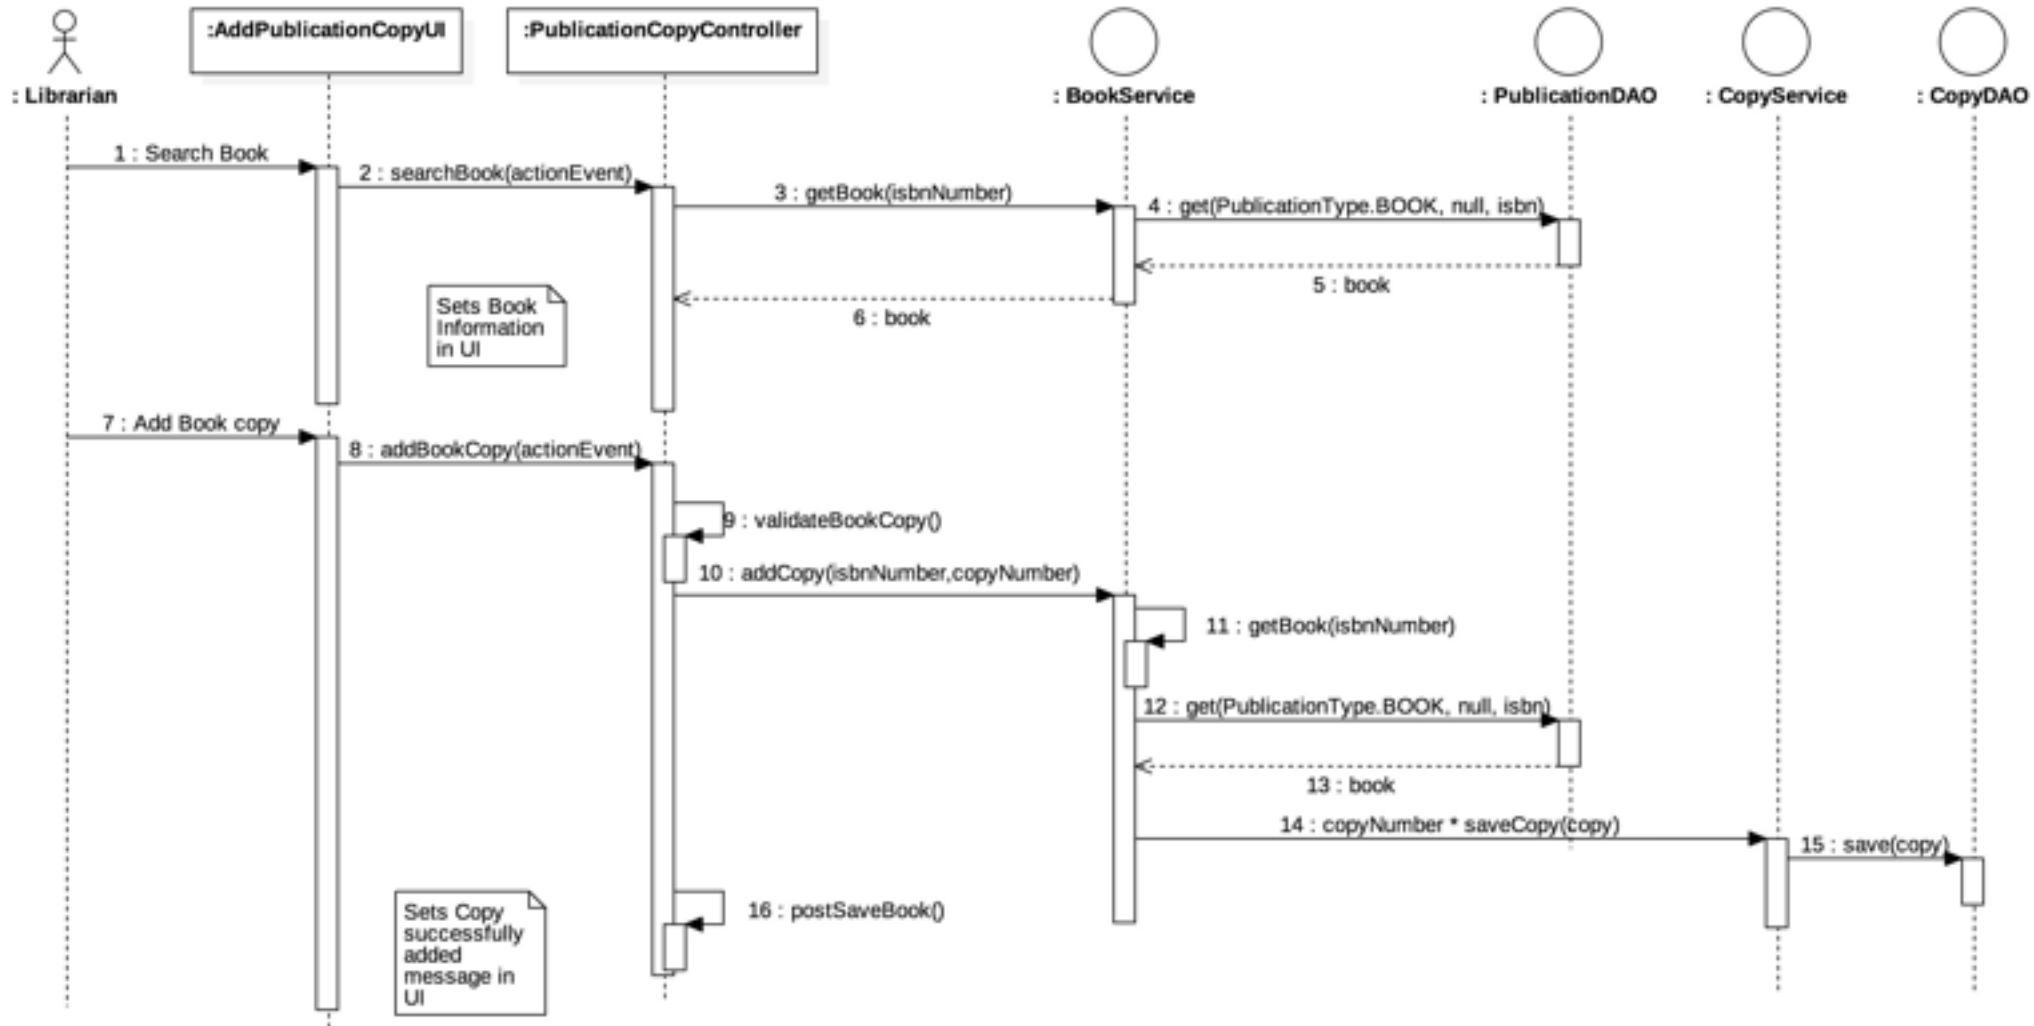 :AddPublicationCopyUI
:PublicationCopyController
: Librarian
: BookService
: PublicationDAO
: CopyService
: CopyDAO
1 : Search Book
2 : searchBook(actionEvent)
3 : getBook(isbnNumber)
4 : get(PublicationType.BOOK, null, isbn)
5 : book
6 : book
Sets Book
Information
in UI
7 : Add Book copy
8 : addBookCopy(actionEvent)
9 : validateBookCopy()
10 : addCopy(isbnNumber,copyNumber)
11 : getBook(isbnNumber)
12 : get(PublicationType.BOOK, null, isbn)
13 : book
14 : copyNumber * saveCopy(copy)
15 : save(copy)
16 : postSaveBook()
Sets Copy
successfully
added
message in
UI